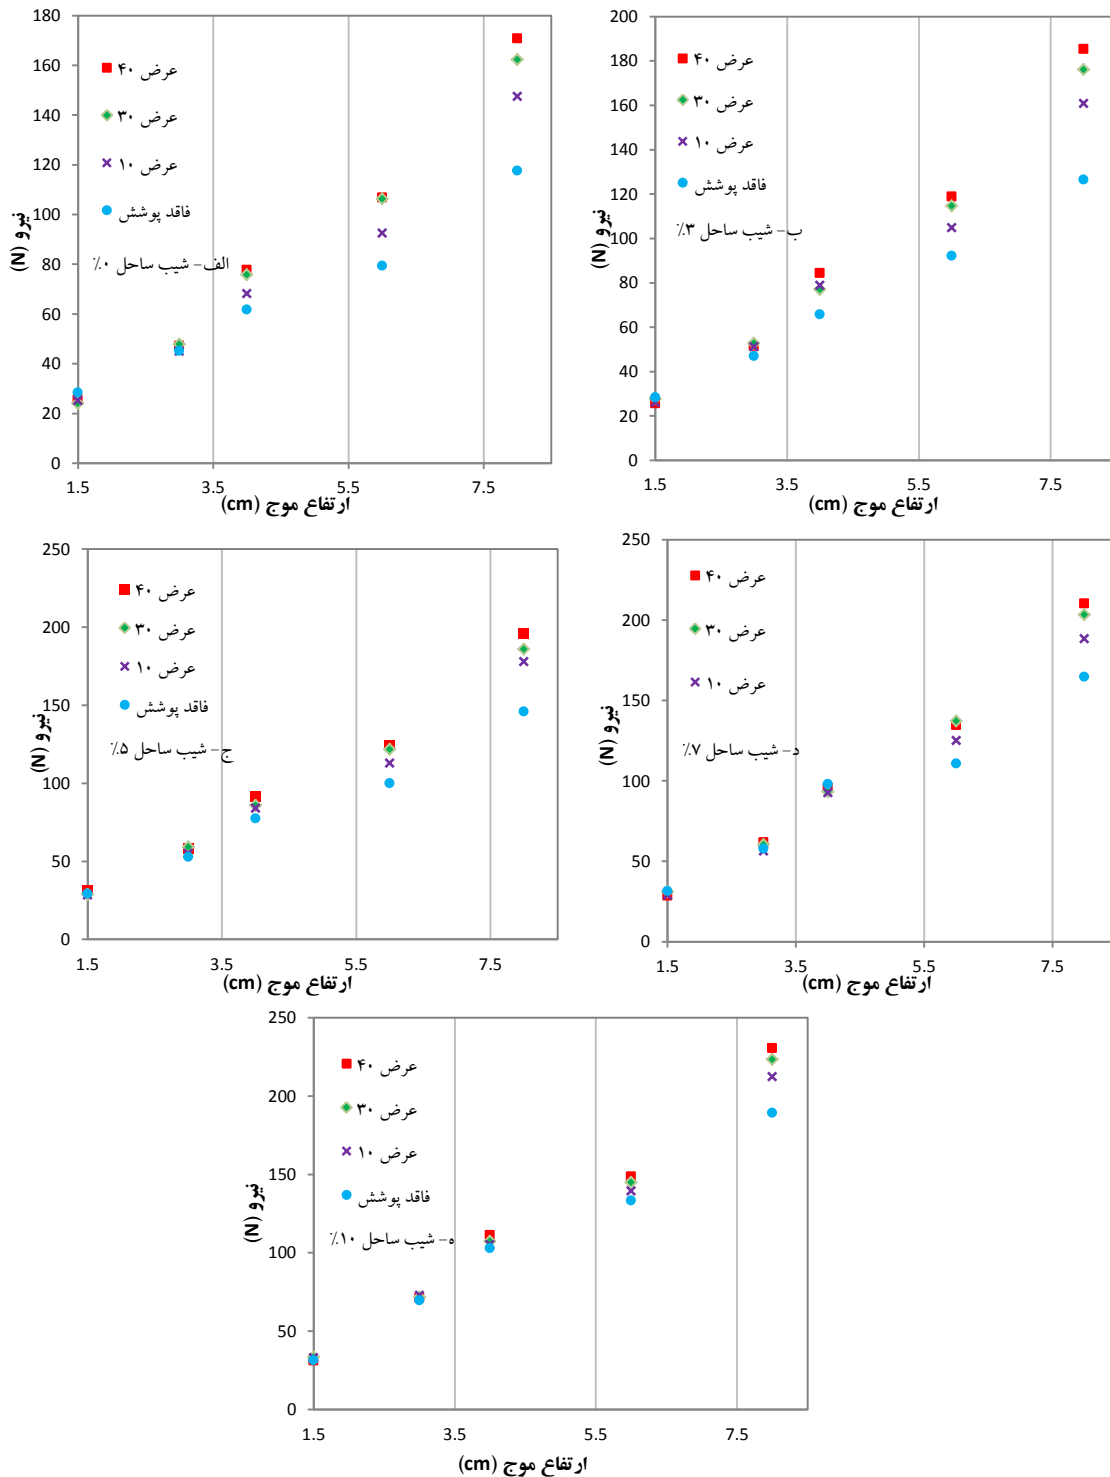 180
160
140
120
100
80
60
40
20
0
نیرو (N)
عرض ۴۰
عرض ۳۰
عرض ۱۰
فاقد پوشش
الف- شیب ساحل ۰٪
1.5 3.5 5.5 7.5
ارتفاع موج (cm)
200
180
160
140
120
100
80
60
40
20
0
نیرو (N)
عرض ۴۰
عرض ۳۰
عرض ۱۰
فاقد پوشش
ب- شیب ساحل ۳٪
1.5 3.5 5.5 7.5
ارتفاع موج (cm)
250
200
150
100
50
0
نیرو (N)
عرض ۴۰
عرض ۳۰
عرض ۱۰
فاقد پوشش
ج- شیب ساحل ۵٪
1.5 3.5 5.5 7.5
ارتفاع موج (cm)
250
200
150
100
50
0
نیرو (N)
عرض ۴۰
عرض ۳۰
عرض ۱۰
د- شیب ساحل ۷٪
1.5 3.5 5.5 7.5
ارتفاع موج (cm)
250
200
150
100
50
0
نیرو (N)
عرض ۴۰
عرض ۳۰
عرض ۱۰
فاقد پوشش
ه- شیب ساحل ۱۰٪
1.5 3.5 5.5 7.5
ارتفاع موج (cm)